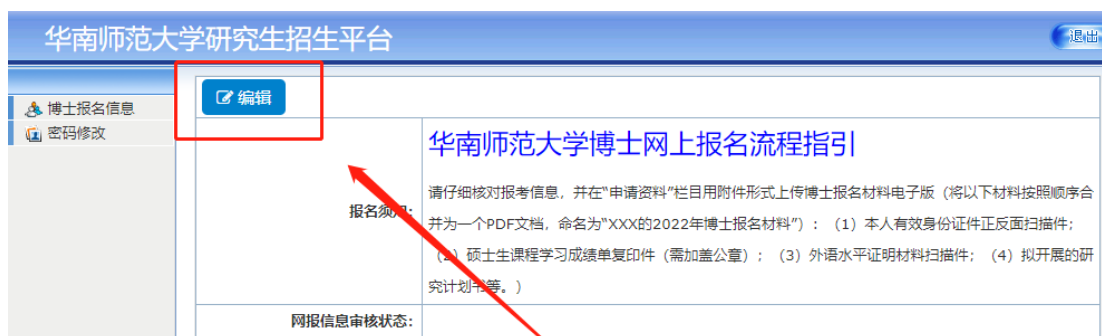 华南师范大学研究生招生平台
退出
博士报名信息
密码修改
编辑
华南师范大学博士网上报名流程指引
报名须知:
请仔细核对报考信息，并在“申请资料”栏目用附件形式上传博士报名材料电子版（将以下材料按照顺序合
并为一个PDF文档，命名为“XXX的2022年博士报名材料”）：（1）本人有效身份证件正反面扫描件；
（2）硕士生课程学习成绩单复印件（需加盖公章）；（3）外语水平证明材料扫描件；（4）拟开展的研
究计划书等。）
网报信息审核状态: